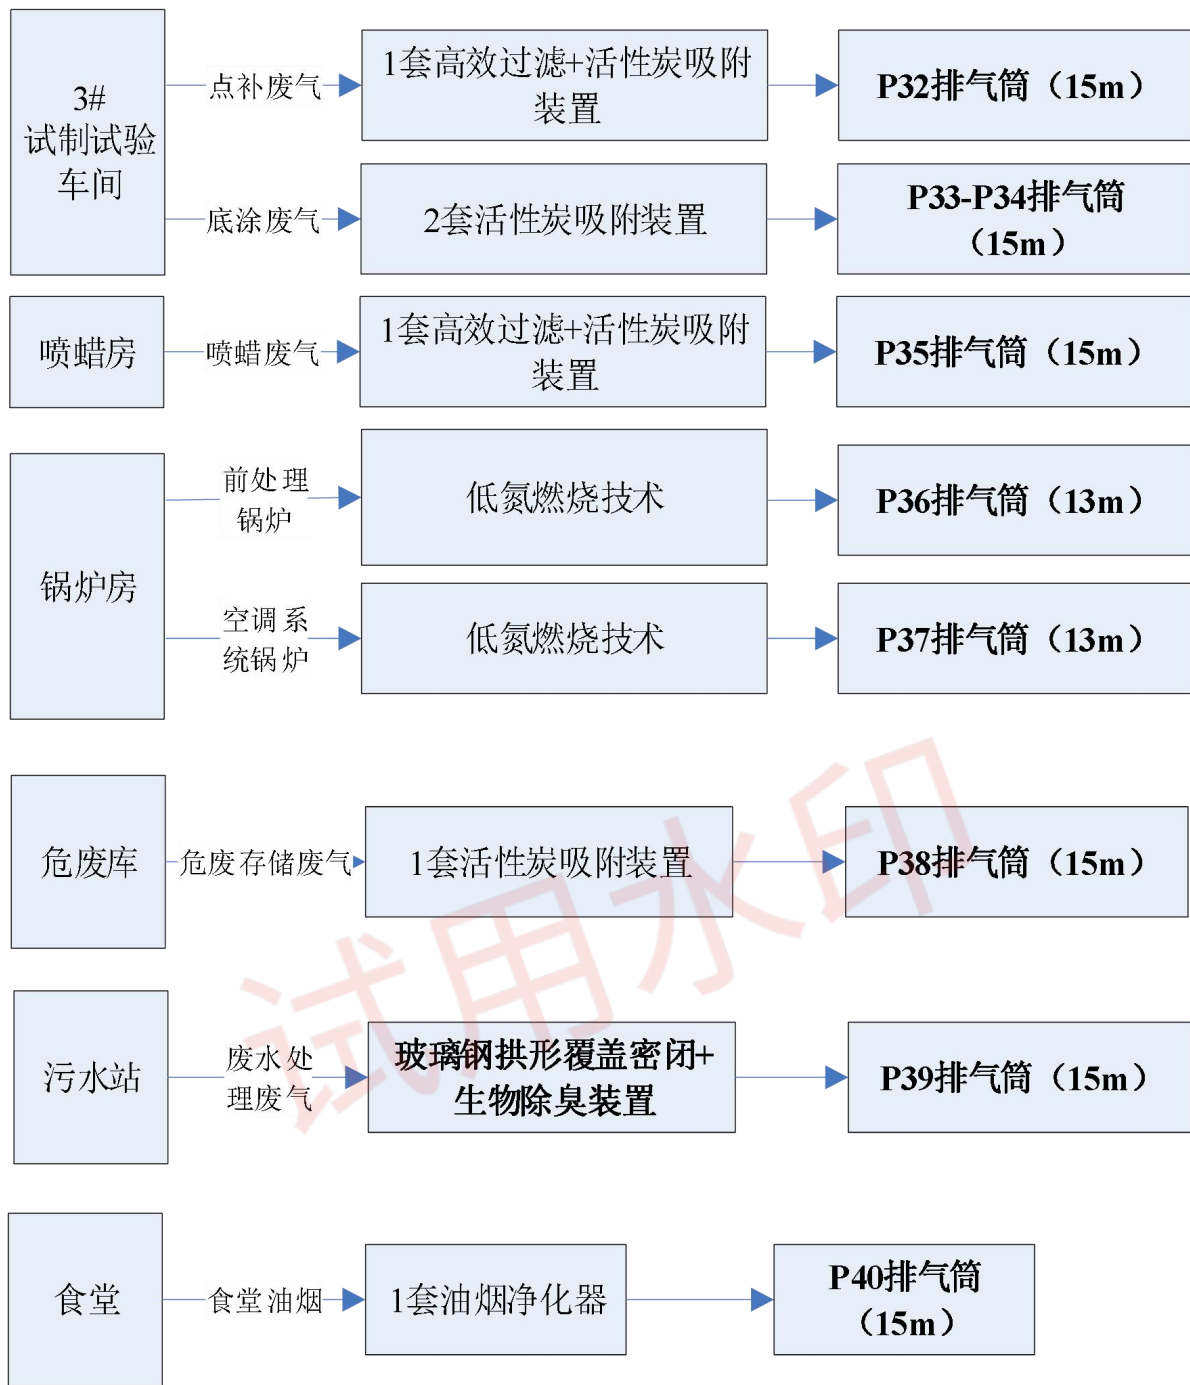 3#
试制试验
车间
点补废气
1套高效过滤+活性炭吸附
装置
P32排气筒（15m）
底涂废气
2套活性炭吸附装置
P33-P34排气筒
（15m）
喷蜡房
喷蜡废气
1套高效过滤+活性炭吸附
装置
P35排气筒（15m）
锅炉房
前处理
锅炉
低氮燃烧技术
P36排气筒（13m）
空调系
统锅炉
低氮燃烧技术
P37排气筒（13m）
危废库
危废存储废气
1套活性炭吸附装置
P38排气筒（15m）
污水站
废水处
理废气
玻璃钢拱形覆盖密闭+
生物除臭装置
P39排气筒（15m）
食堂
食堂油烟
1套油烟净化器
P40排气筒
（15m）
试用水印